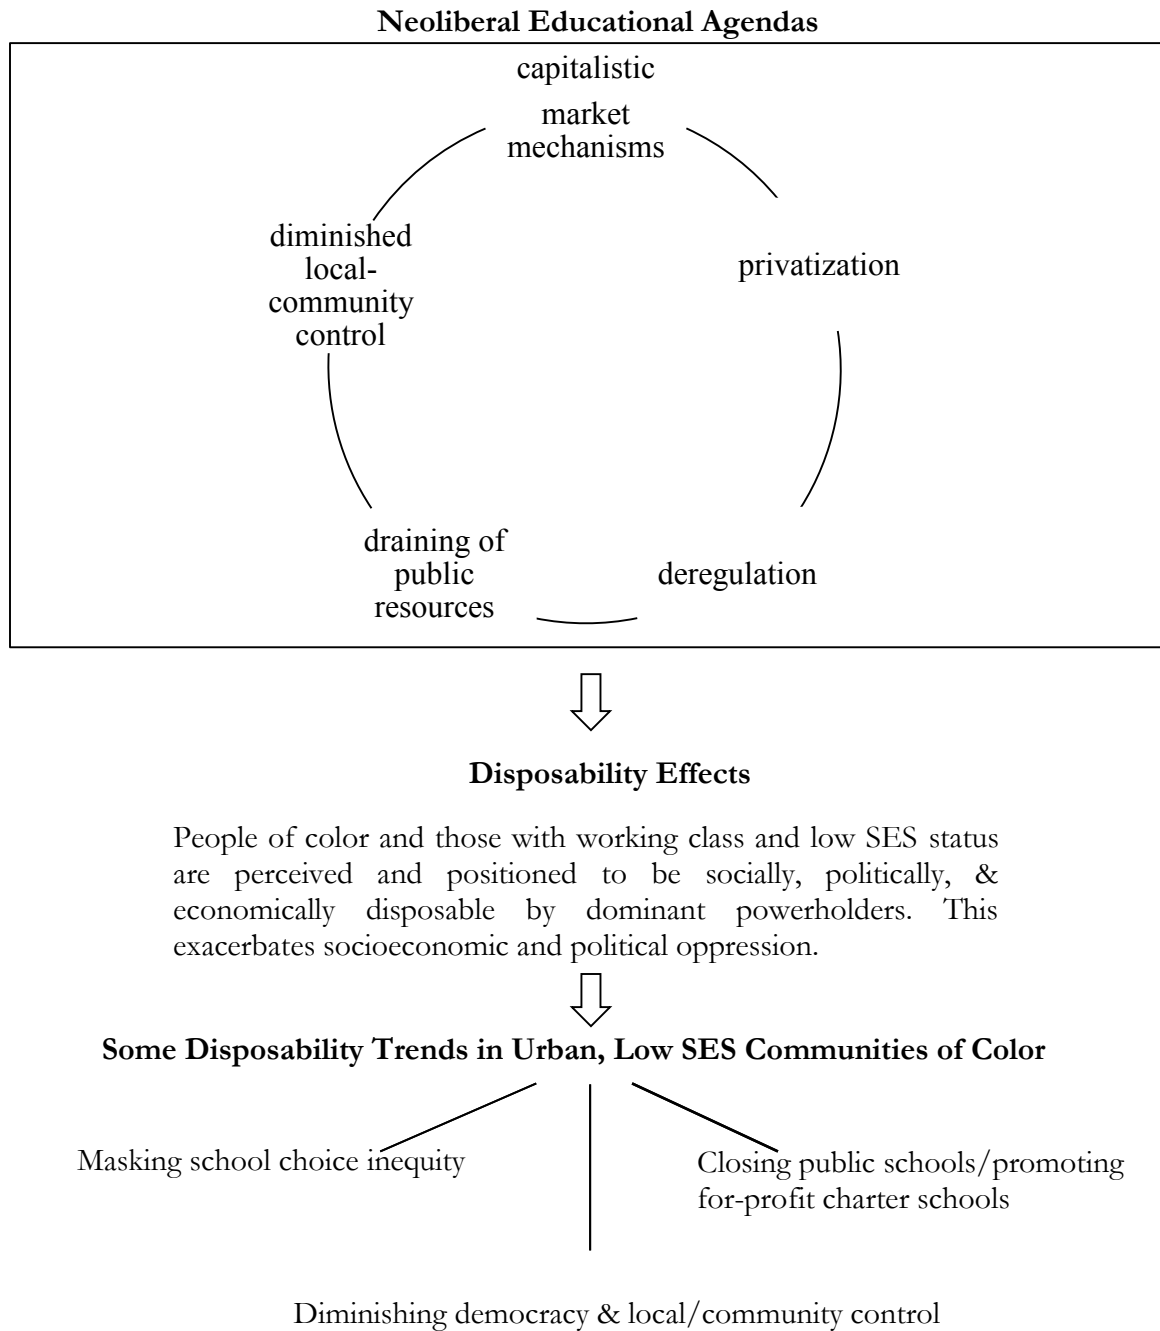 Neoliberal Educational Agendas
capitalistic
market
mechanisms
privatization
deregulation
draining of
public
resources
diminished
local-
community
control
Disposability Effects
People of color and those with working class and low SES status
are perceived and positioned to be socially, politically, &
economically disposable by dominant powerholders. This
exacerbates socioeconomic and political oppression.
Some Disposability Trends in Urban, Low SES Communities of Color
Masking school choice inequity
Closing public schools/promoting
for-profit charter schools
Diminishing democracy & local/community control